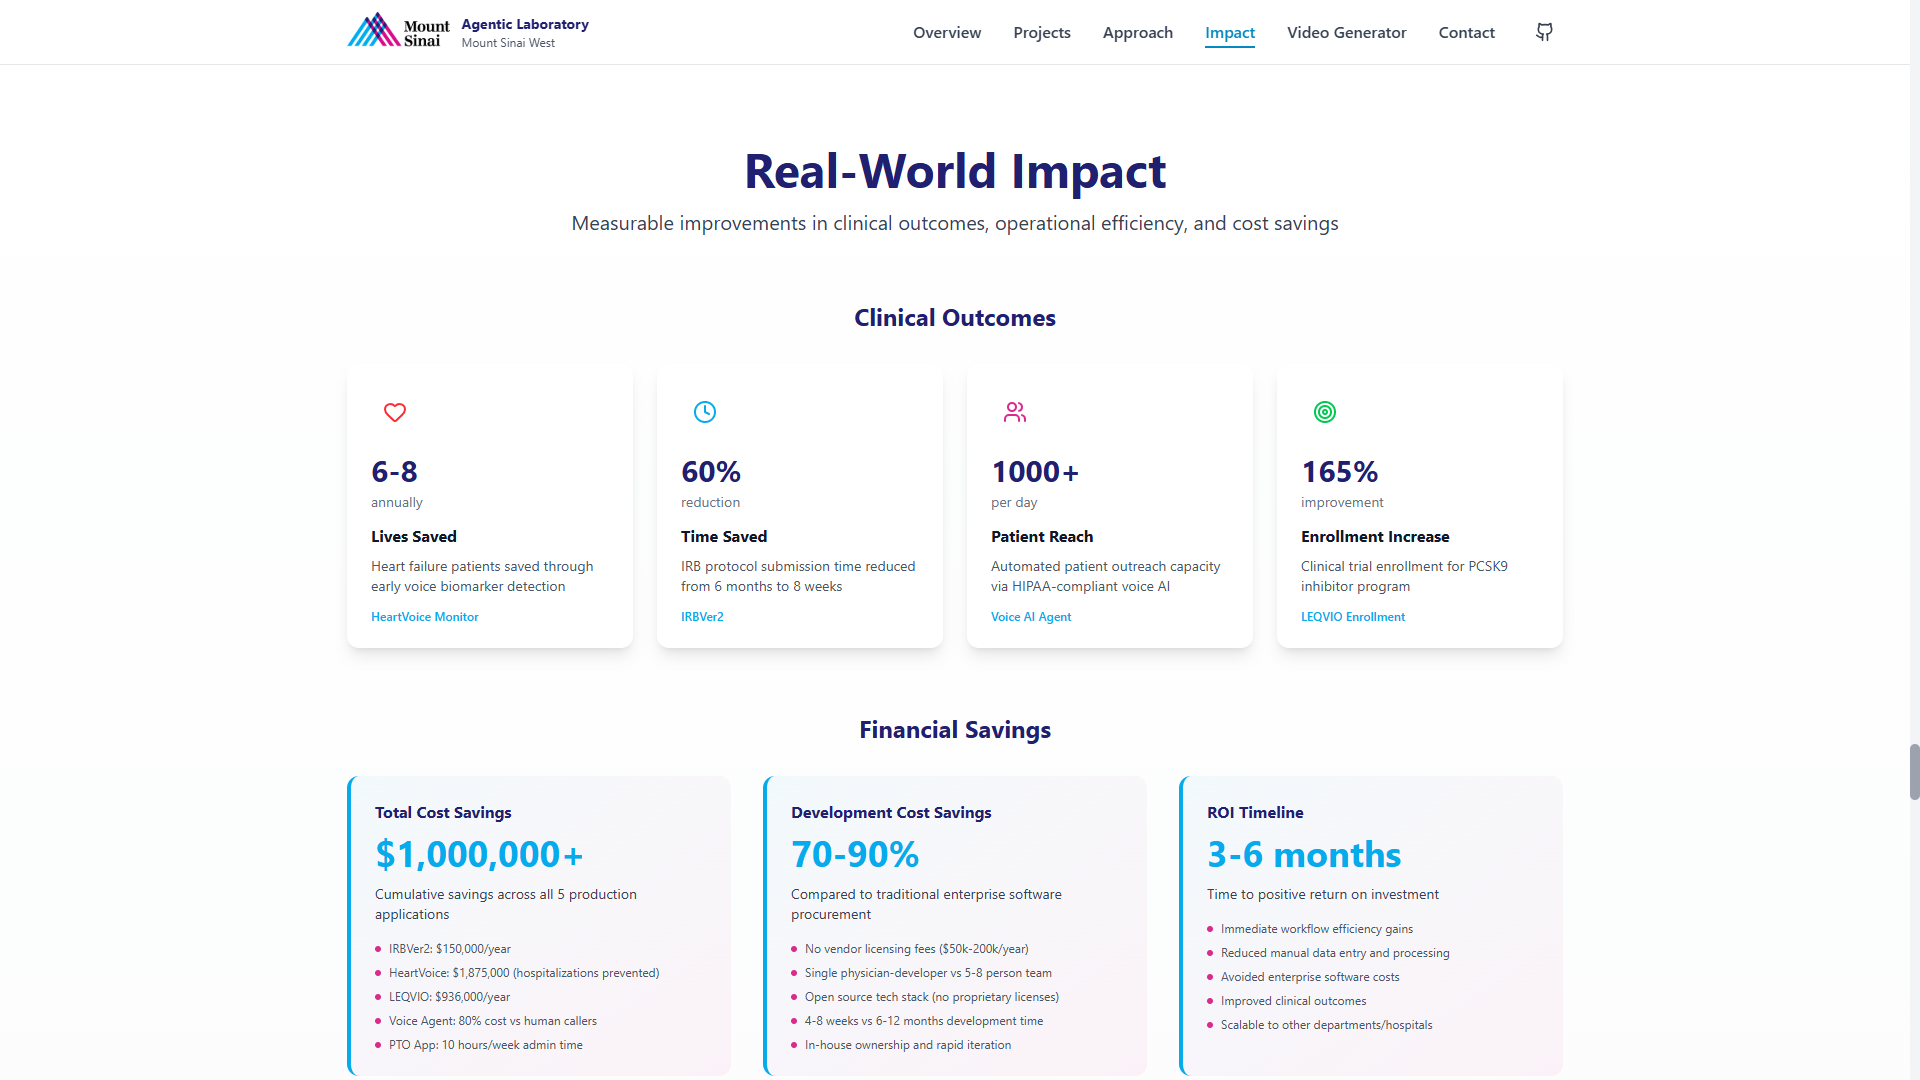 Mount
Sinai
Agentic Laboratory
Mount Sinai West
Overview
Projects
Approach
Impact
Video Generator
Contact
Real-World Impact
Measurable improvements in clinical outcomes, operational efficiency, and cost savings
Clinical Outcomes
6-8
annually
Lives Saved
Heart failure patients saved through
early voice biomarker detection
HeartVoice Monitor
60%
reduction
Time Saved
IRB protocol submission time reduced
from 6 months to 8 weeks
IRBVer2
1000+
per day
Patient Reach
Automated patient outreach capacity
via HIPAA-compliant voice AI
Voice AI Agent
165%
improvement
Enrollment Increase
Clinical trial enrollment for PCSK9
inhibitor program
LEQVIO Enrollment
Financial Savings
Total Cost Savings
$1,000,000+
Cumulative savings across all 5 production
applications
IRBVer2: $150,000/year
HeartVoice: $1,875,000 (hospitalizations prevented)
LEQVIO: $936,000/year
Voice Agent: 80% cost vs human callers
PTO App: 10 hours/week admin time
Development Cost Savings
70-90%
Compared to traditional enterprise software
procurement
No vendor licensing fees ($50k-200k/year)
Single physician-developer vs 5-8 person team
Open source tech stack (no proprietary licenses)
4-8 weeks vs 6-12 months development time
In-house ownership and rapid iteration
ROI Timeline
3-6 months
Time to positive return on investment
Immediate workflow efficiency gains
Reduced manual data entry and processing
Avoided enterprise software costs
Improved clinical outcomes
Scalable to other departments/hospitals